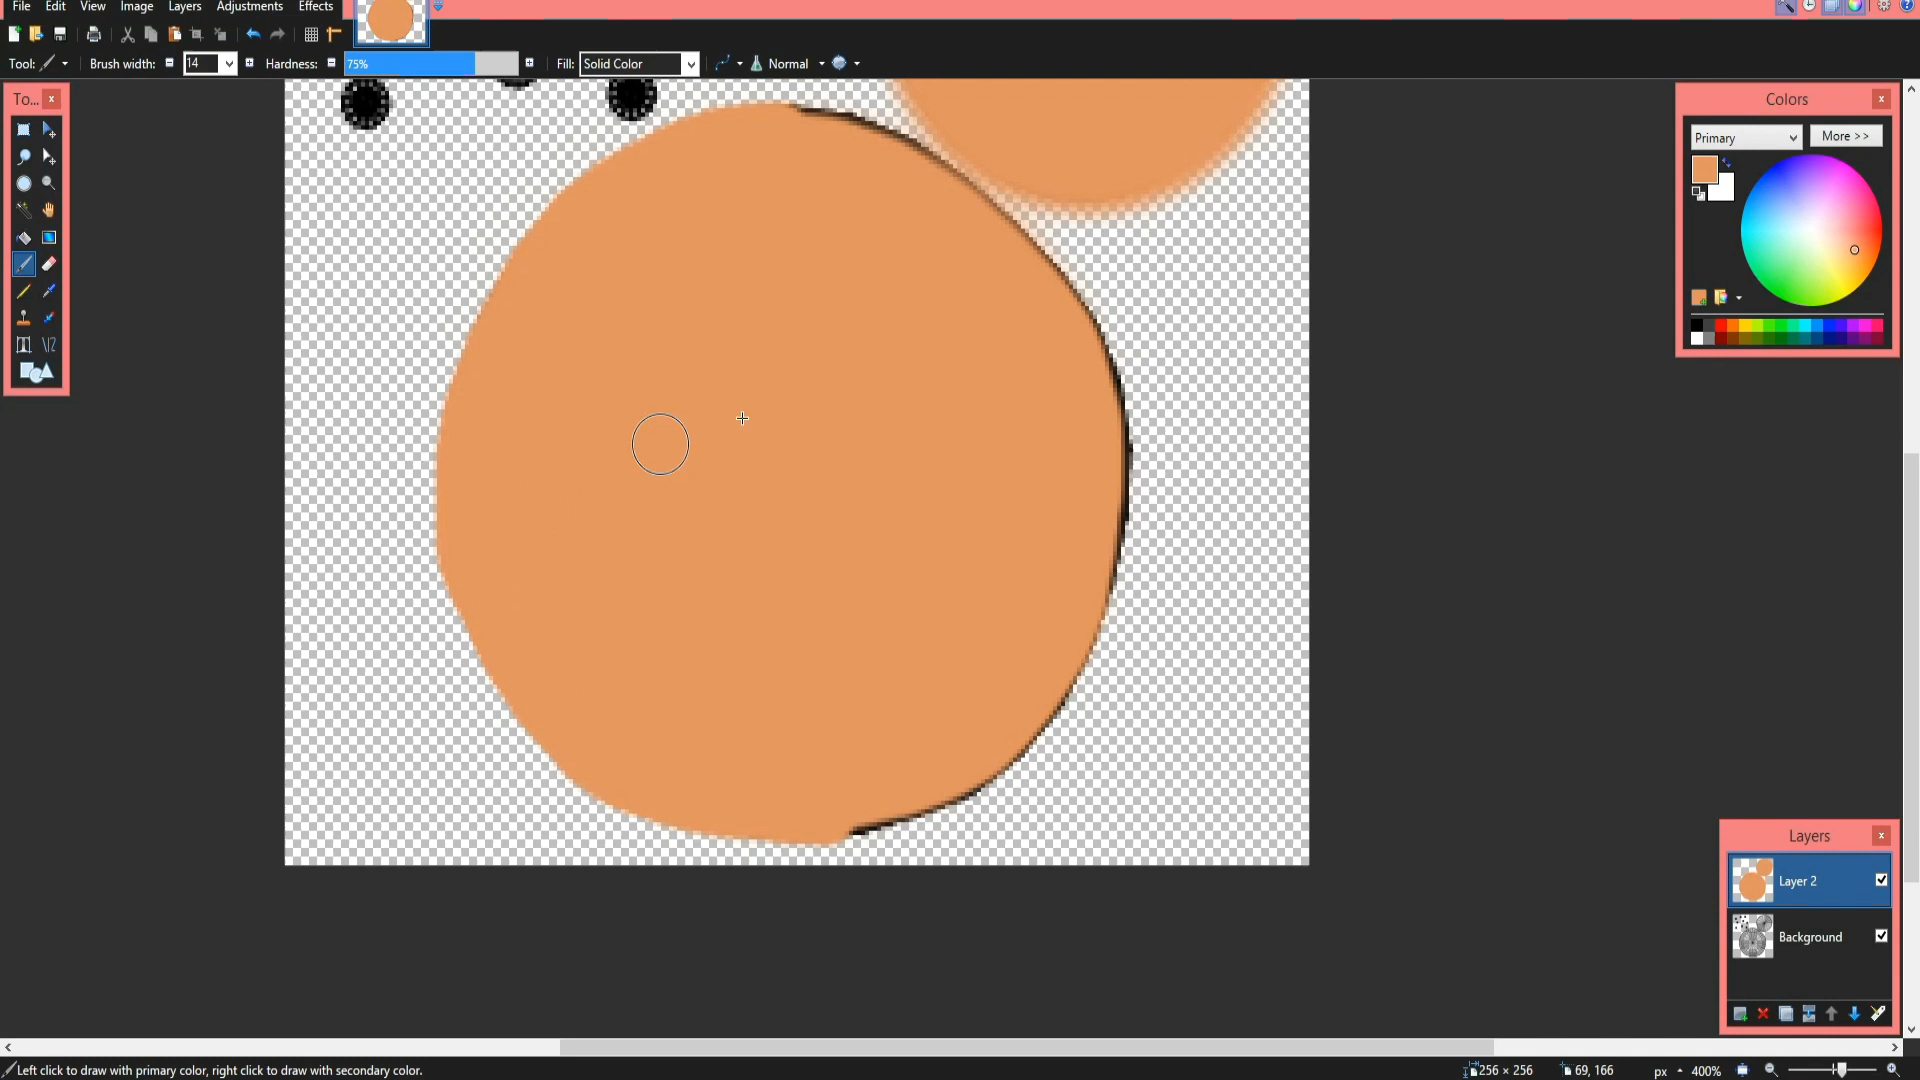 File Edit View Image Layers Adjustments Effects
Tool: Brush width: 14 Hardness: 75% Fill: Solid Color Normal
To...
Colors
Primary More >>
Layers
Layer 2
Background
Left click to draw with primary color, right click to draw with secondary color. 256 × 256 69, 166 px 400%